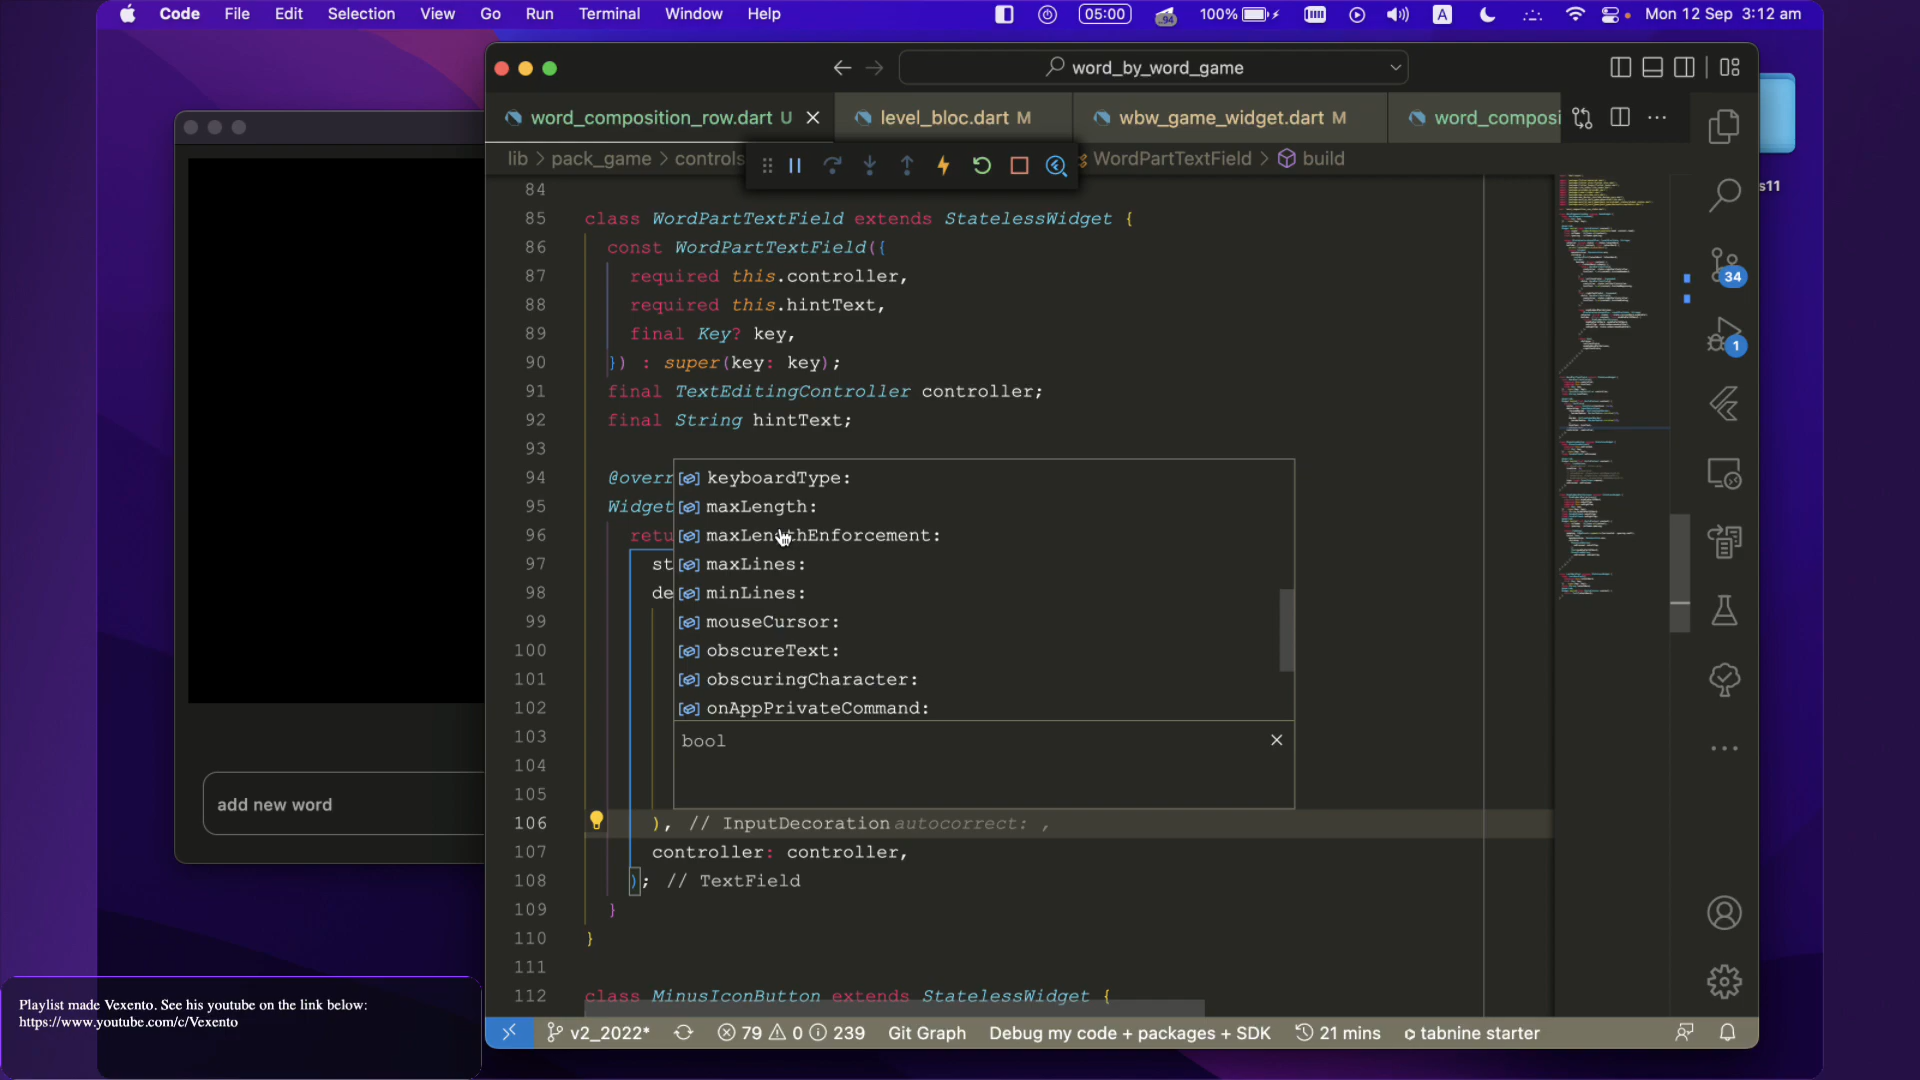 Code File Edit Selection View Go Run Terminal Window Help 05:00 94 100% A Mon 12 Sep 3:12 am
word_by_word_game
word_composition_row.dart U level_bloc.dart M wbw_game_widget.dart M word_composi
lib > pack_game > controls WordPartTextField > build
s11
84
85 class WordPartTextField extends StatelessWidget {
86 const WordPartTextField({
87 required this.controller,
88 required this.hintText,
89 final Key? key,
90 }) : super(key: key);
91 final TextEditingController controller;
92 final String hintText;
93
94 @overr keyboardType:
95 Widget maxLength:
96 retu maxLengthEnforcement:
97 st maxLines:
98 de minLines:
99 mouseCursor:
100 obscureText:
101 obscuringCharacter:
102 onAppPrivateCommand:
103 bool
104
105
106 ), // InputDecoration autocorrect: ,
107 controller: controller,
108 ); // TextField
109 }
110 }
111
112 class MinusIconButton extends StatelessWidget {
34
1
add new word
Playlist made Vexento. See his youtube on the link below:
https://www.youtube.com/c/Vexento
v2_2022* 79 0 239 Git Graph Debug my code + packages + SDK 21 mins tabnine starter